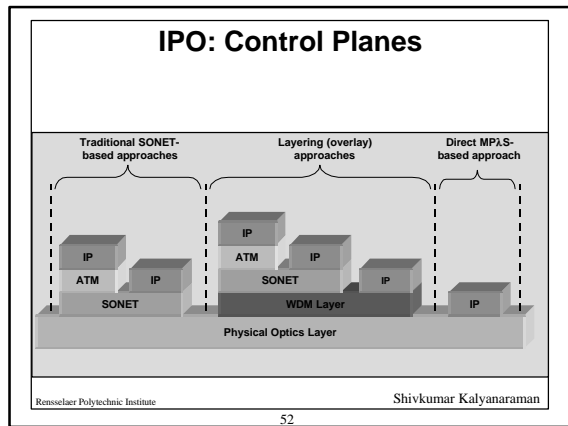 IPO: Control Planes
Traditional SONET-
based approaches
Layering (overlay)
approaches
Direct MPλS-
based approach
IP
ATM
IP
SONET
IP
ATM
IP
SONET
IP
WDM Layer
IP
Physical Optics Layer
Rensselaer Polytechnic Institute
Shivkumar Kalyanaraman
52